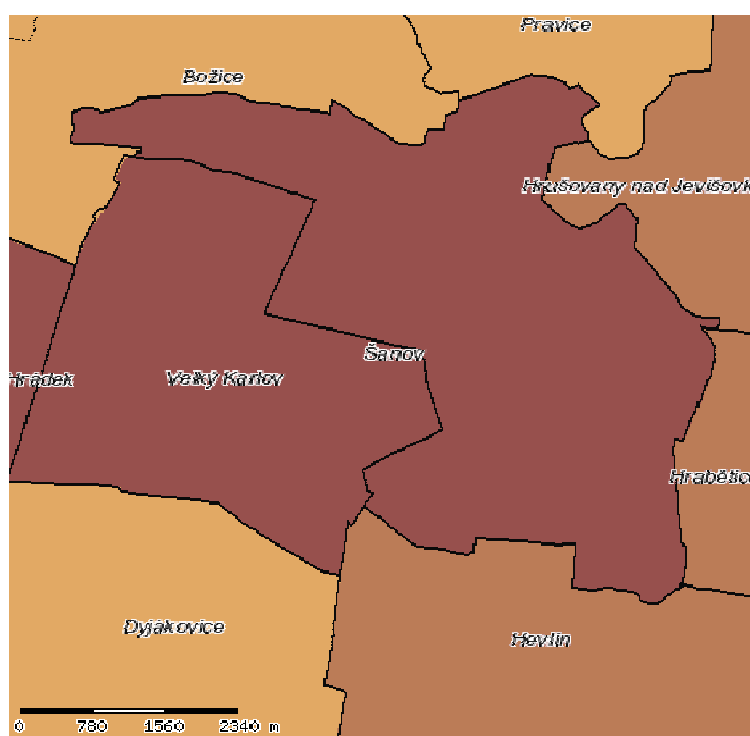 Pravice
Božice
Hrušovany nad Jevišovk
Šanov
Hrádek
Velký Karlov
Hrabětic
Dyjákovice
Hevlín
0 780 1560 2340 m